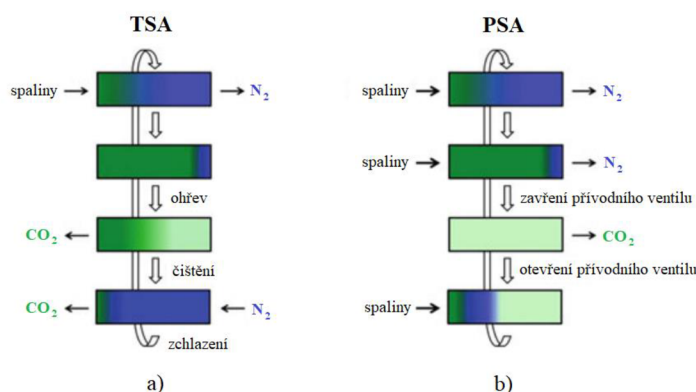 TSA
spaliny
N₂
ohřev
CO₂
čištění
CO₂
N₂
zchlazení
a)
PSA
spaliny
N₂
spaliny
N₂
zavření přívodního ventilu
CO₂
otevření přívodního ventilu
spaliny
b)